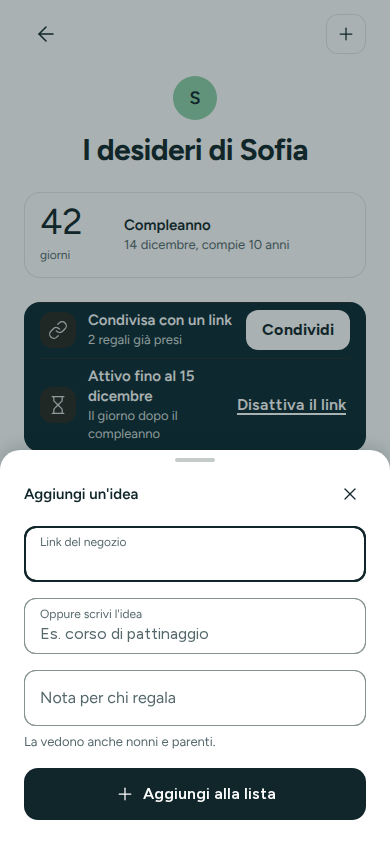 S
I desideri di Sofia
42
giorni
Compleanno
14 dicembre, compie 10 anni
Condivisa con un link
2 regali già presi
Condividi
Attivo fino al 15
dicembre
Il giorno dopo il
compleanno
Disattiva il link
Aggiungi un'idea
Link del negozio
Oppure scrivi l'idea
Es. corso di pattinaggio
Nota per chi regala
La vedono anche nonni e parenti.
Aggiungi alla lista